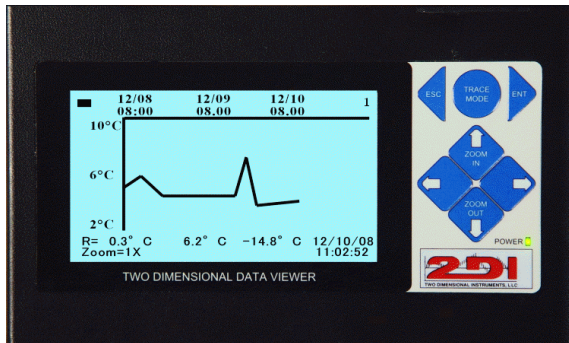 12/08 12/09 12/10 1
08:00 08.00 08.00
10°C
6°C
2°C
R= 0.3° C 6.2° C -14.8° C 12/10/08
Zoom=1X 11:02:52
TWO DIMENSIONAL DATA VIEWER
ESC
TRACE
MODE
ENT
ZOOM
IN
ZOOM
OUT
POWER
2DI
TWO DIMENSIONAL INSTRUMENTS, LLC